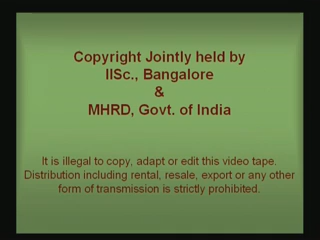 Copyright Jointly held by
IISc., Bangalore
&
MHRD, Govt. of India
It is illegal to copy, adapt or edit this video tape.
Distribution including rental, resale, export or any other
form of transmission is strictly prohibited.